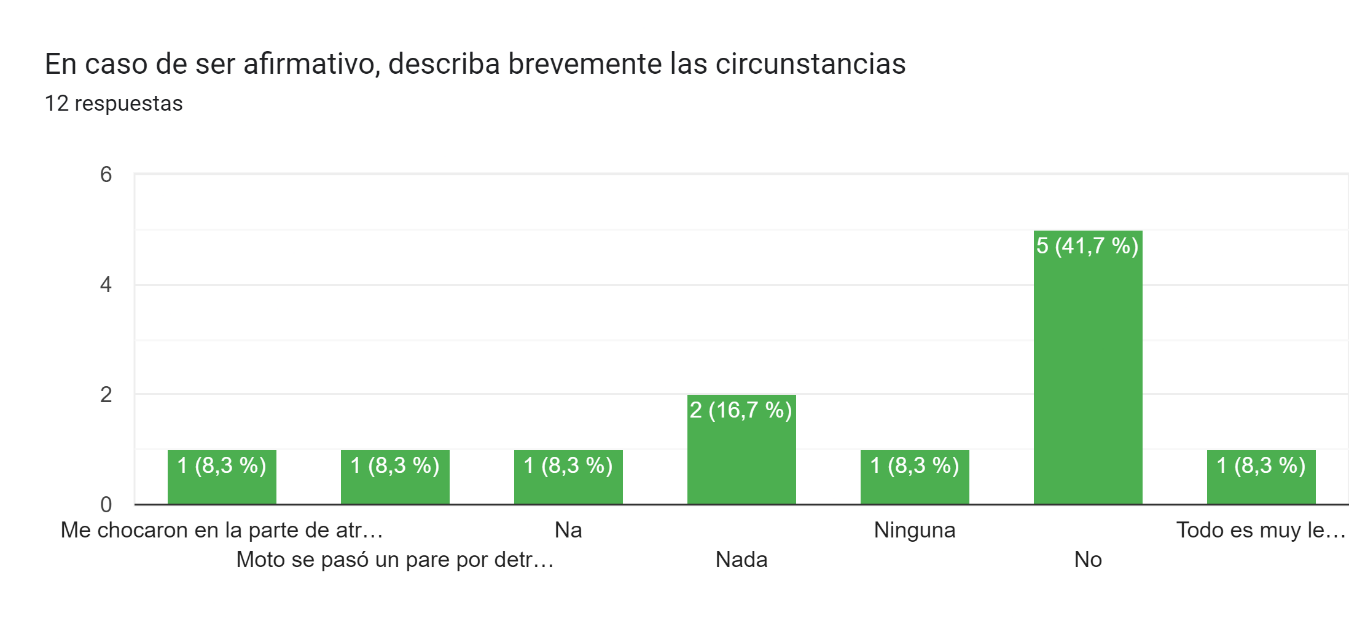 En caso de ser afirmativo, describa brevemente las circunstancias
12 respuestas
6
4
2
0
1 (8,3 %)
1 (8,3 %)
1 (8,3 %)
2 (16,7 %)
1 (8,3 %)
5 (41,7 %)
1 (8,3 %)
Me chocaron en la parte de atr…
Moto se pasó un pare por detr…
Na
Nada
Ninguna
No
Todo es muy le…